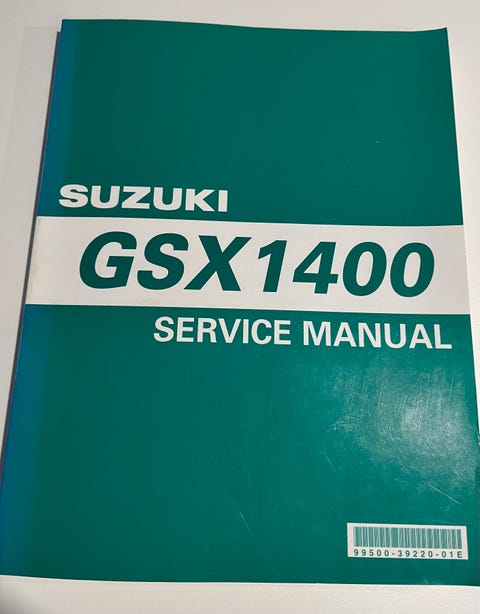 SUZUKI
GSX1400
SERVICE MANUAL
99500-39220-01E